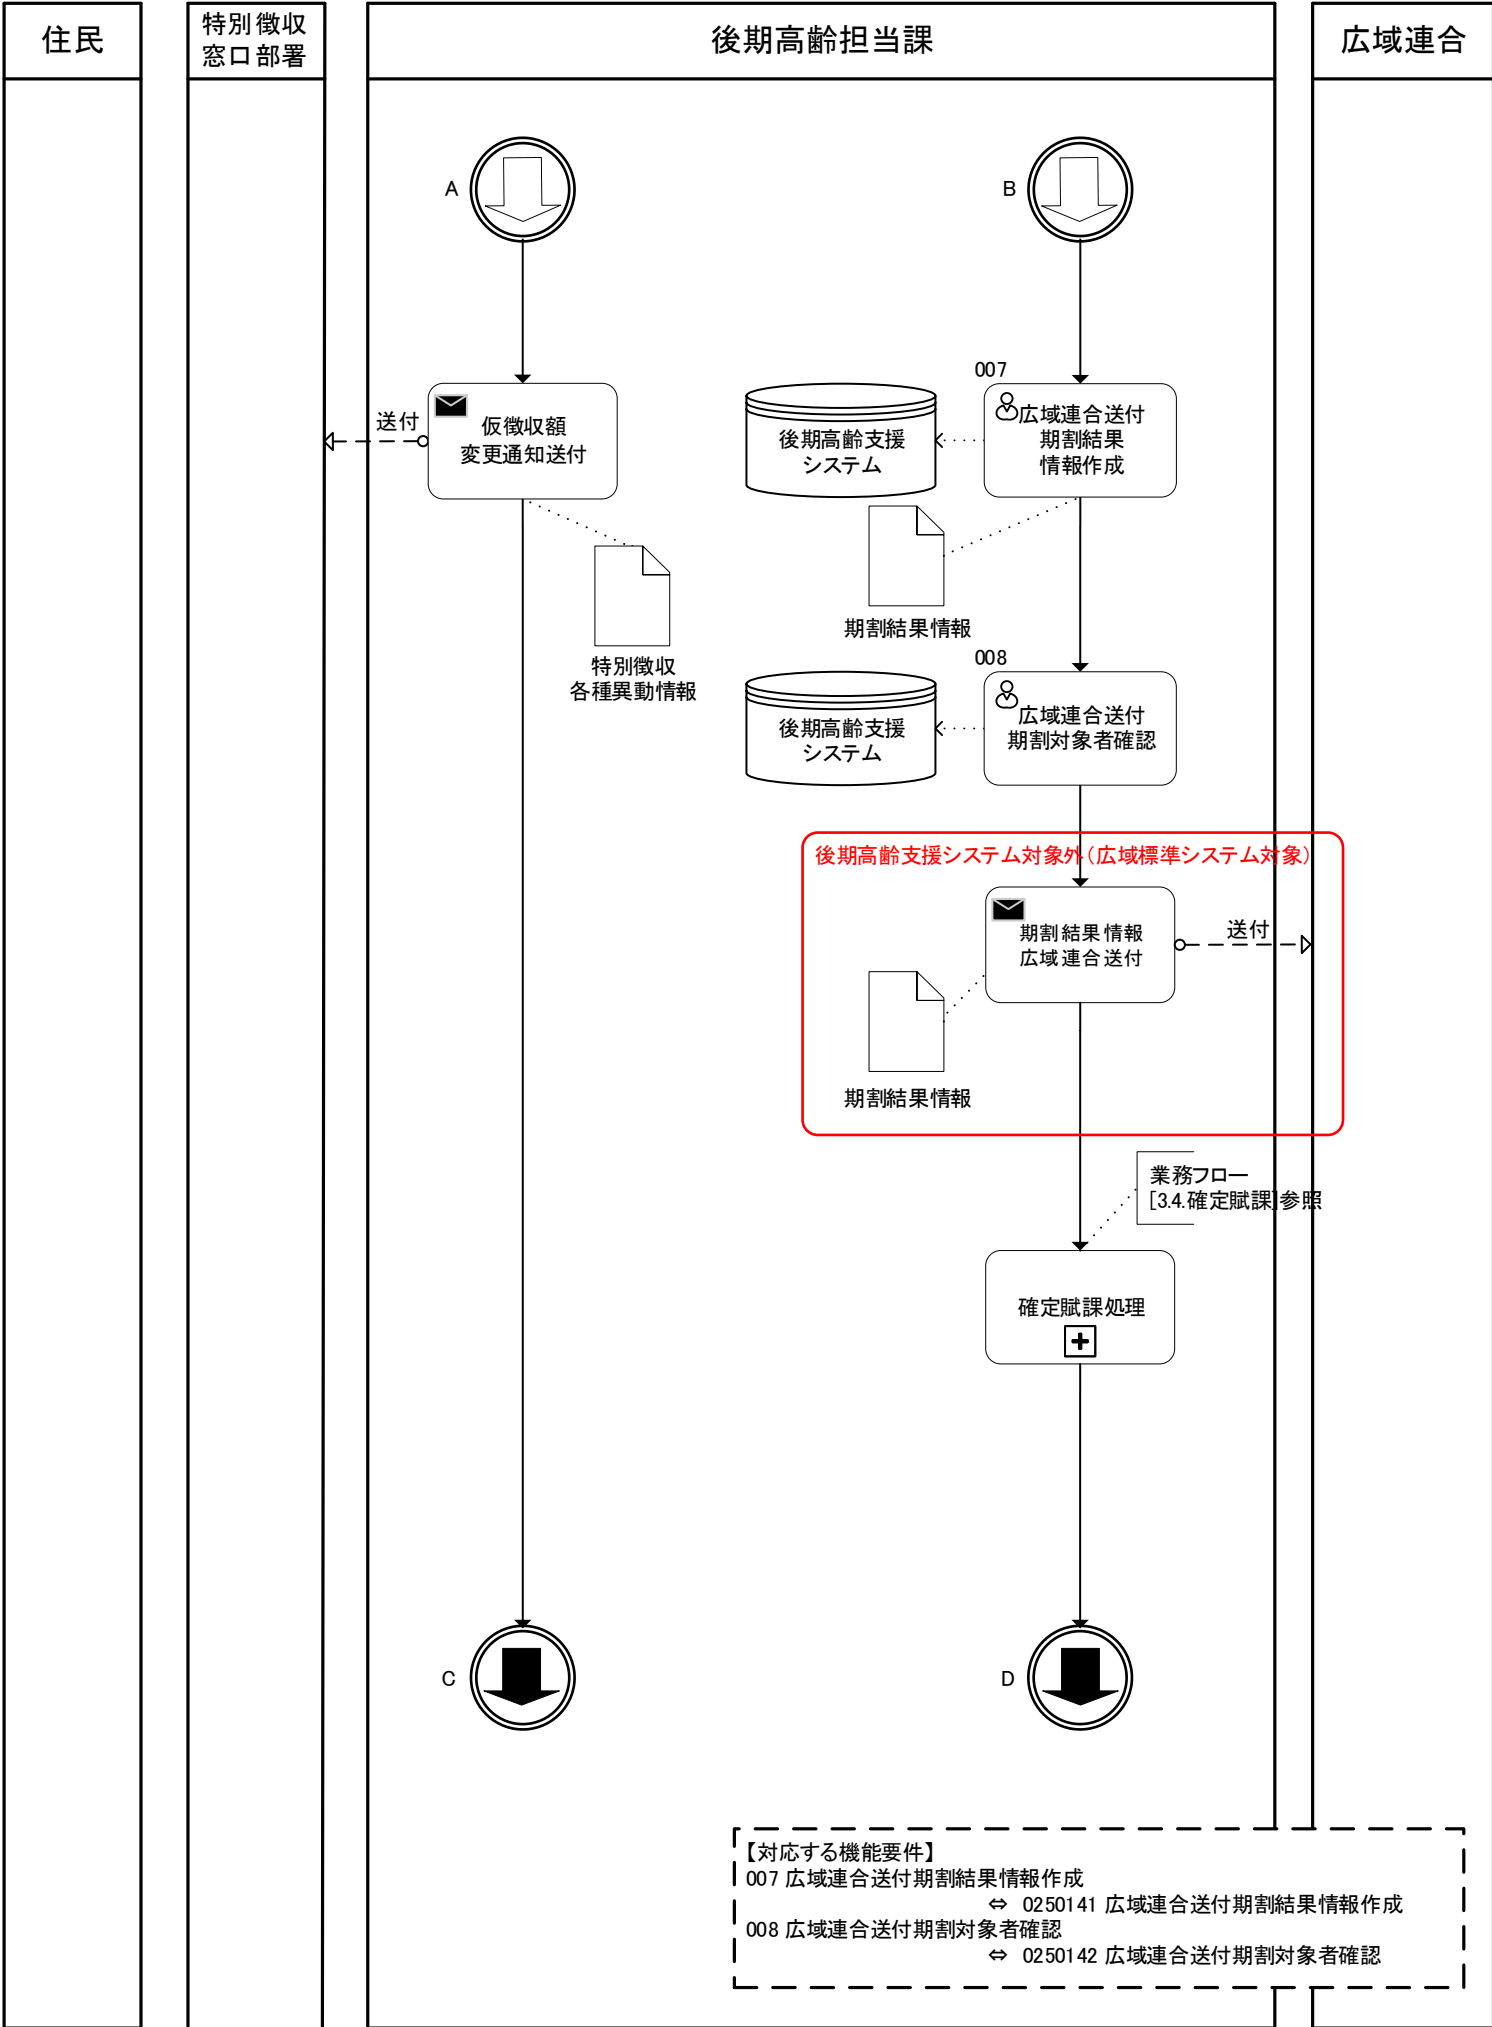 住民
特別徴収
窓口部署
後期高齢担当課
広域連合
A
B
送付
仮徴収額
変更通知送付
特別徴収
各種異動情報
007
後期高齢支援
システム
広域連合送付
期割結果
情報作成
期割結果情報
008
後期高齢支援
システム
広域連合送付
期割対象者確認
後期高齢支援システム対象外(広域標準システム対象)
期割結果情報
広域連合送付
送付
期割結果情報
業務フロー
[3.4.確定賦課]参照
確定賦課処理
C
D
【対応する機能要件】
007 広域連合送付期割結果情報作成
⇔ 0250141 広域連合送付期割結果情報作成
008 広域連合送付期割対象者確認
⇔ 0250142 広域連合送付期割対象者確認